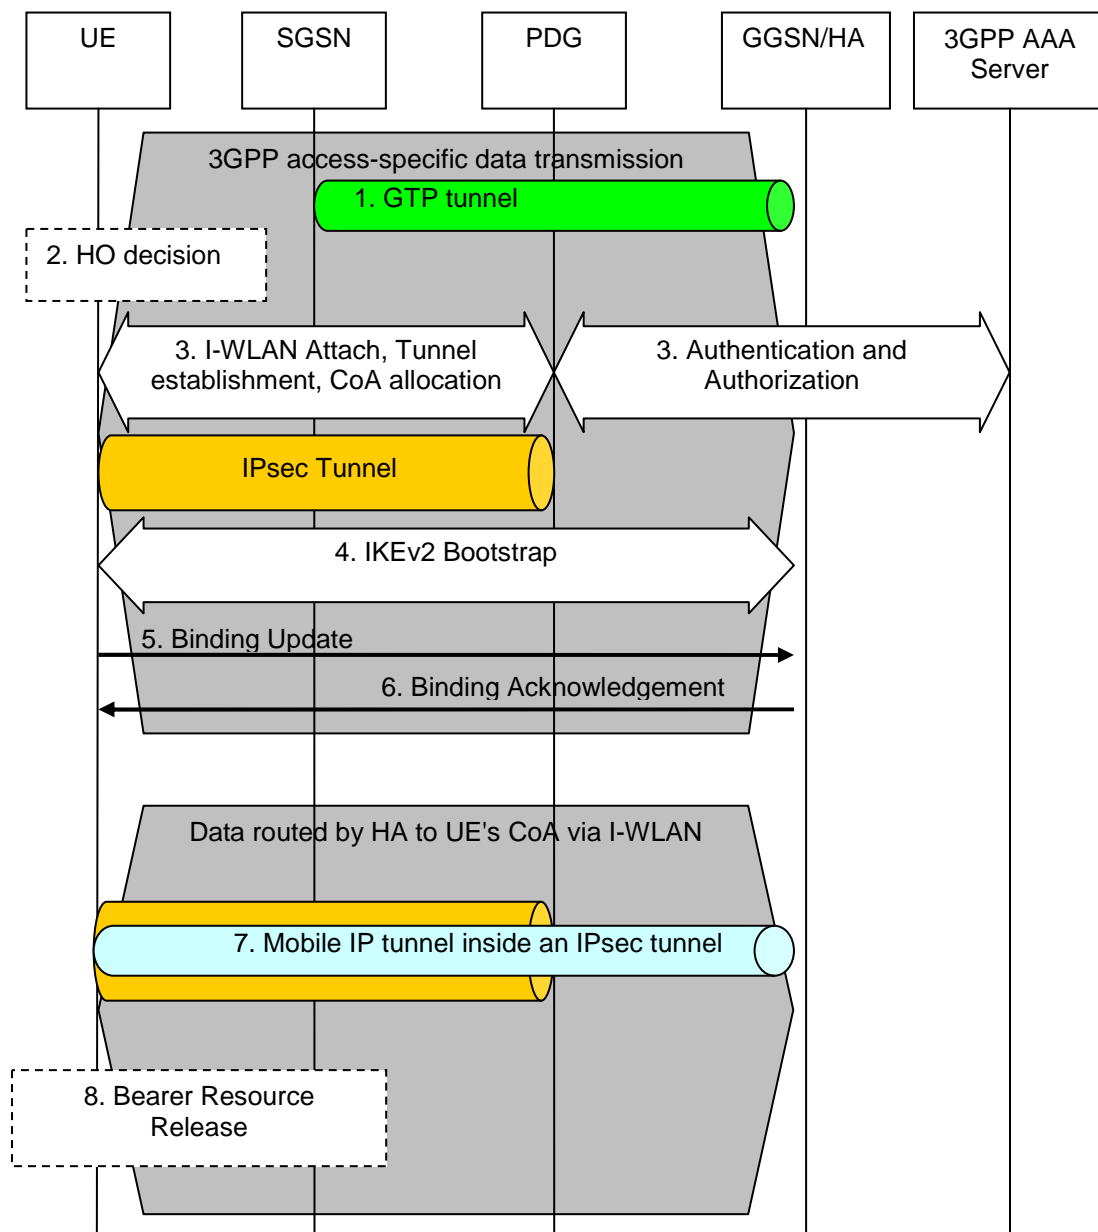 UE
SGSN
PDG
GGSN/HA
3GPP AAA
Server
3GPP access-specific data transmission
1. GTP tunnel
2. HO decision
3. I-WLAN Attach, Tunnel
establishment, CoA allocation
3. Authentication and
Authorization
IPsec Tunnel
4. IKEv2 Bootstrap
5. Binding Update
6. Binding Acknowledgement
Data routed by HA to UE's CoA via I-WLAN
7. Mobile IP tunnel inside an IPsec tunnel
8. Bearer Resource
Release